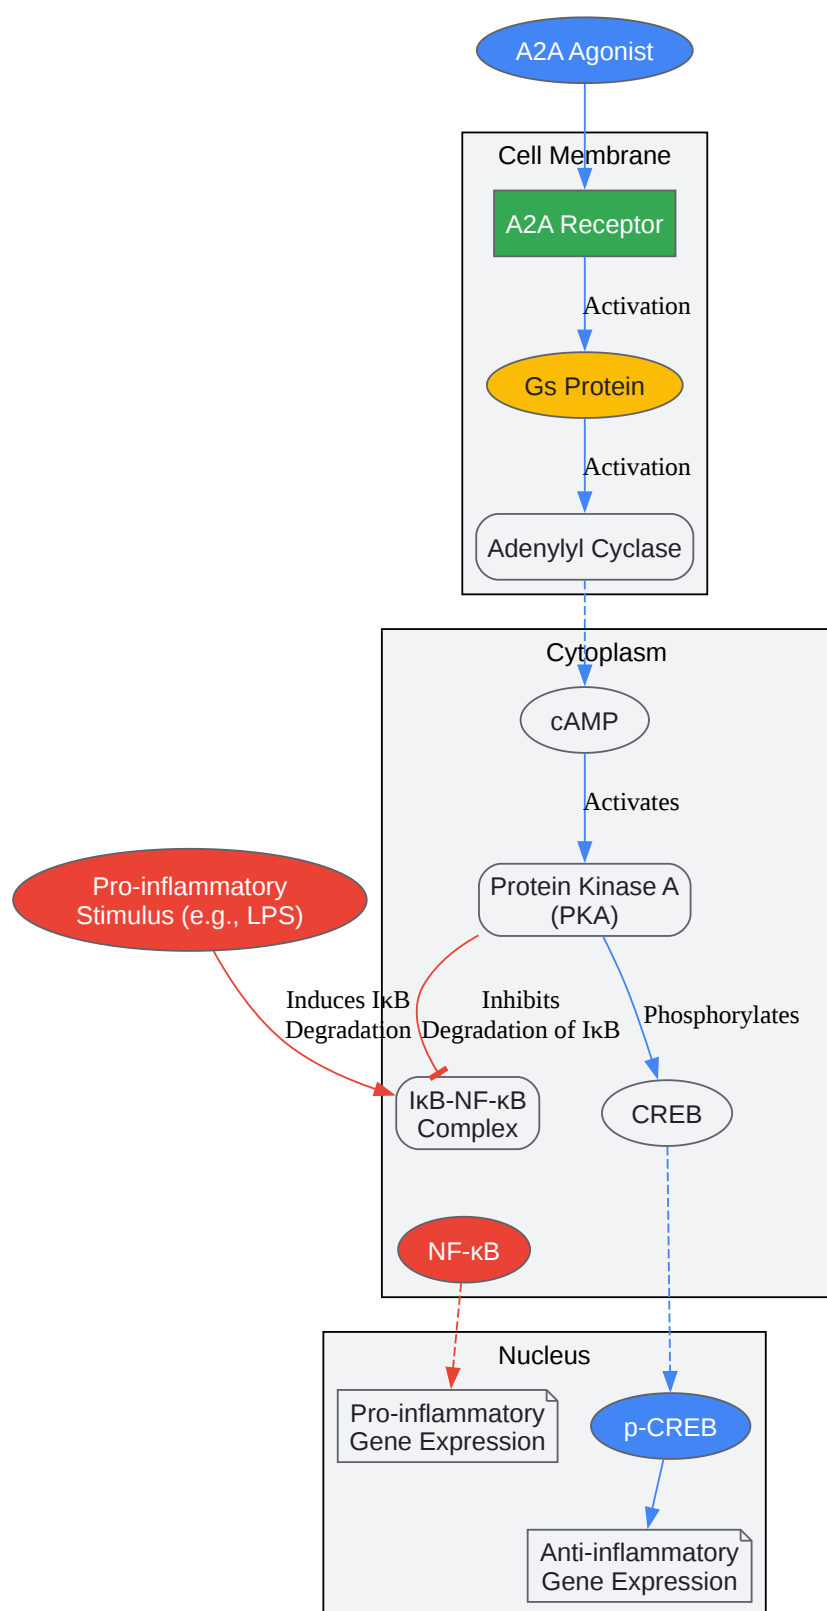 A2A Agonist
Cell Membrane
A2A Receptor
Activation
Gs Protein
Activation
Adenylyl Cyclase
Cytoplasm
cAMP
Activates
Protein Kinase A
(PKA)
Pro-inflammatory
Stimulus (e.g., LPS)
Induces IκB
Degradation
Inhibits
Degradation of IκB
Phosphorylates
IκB-NF-κB
Complex
CREB
NF-κB
Nucleus
Pro-inflammatory
Gene Expression
p-CREB
Anti-inflammatory
Gene Expression